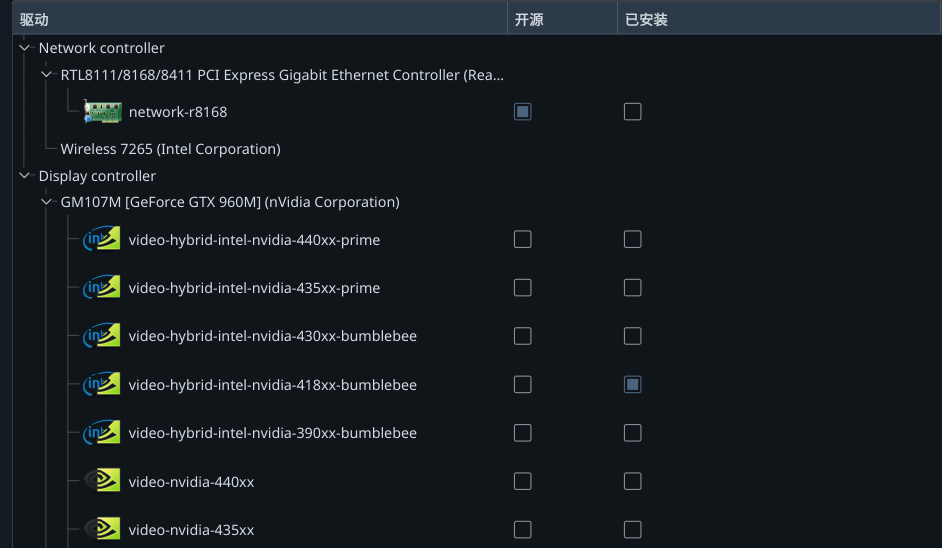 驱动 开源 已安装
Network controller
RTL8111/8168/8411 PCI Express Gigabit Ethernet Controller (Rea...
network-r8168
Wireless 7265 (Intel Corporation)
Display controller
GM107M [GeForce GTX 960M] (nVidia Corporation)
video-hybrid-intel-nvidia-440xx-prime
video-hybrid-intel-nvidia-435xx-prime
video-hybrid-intel-nvidia-430xx-bumblebee
video-hybrid-intel-nvidia-418xx-bumblebee
video-hybrid-intel-nvidia-390xx-bumblebee
video-nvidia-440xx
video-nvidia-435xx